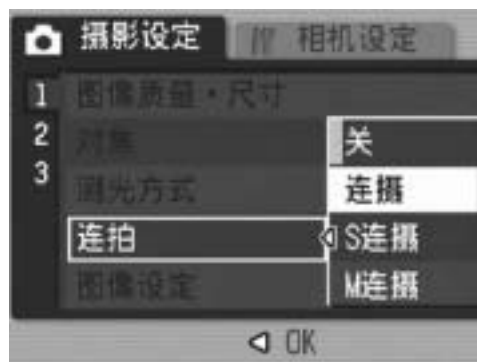 摄影设定 相机设定
1 图像质量·尺寸
2 对焦 关
3 测光方式 连摄
连拍 S连摄
图像设定 M连摄
OK